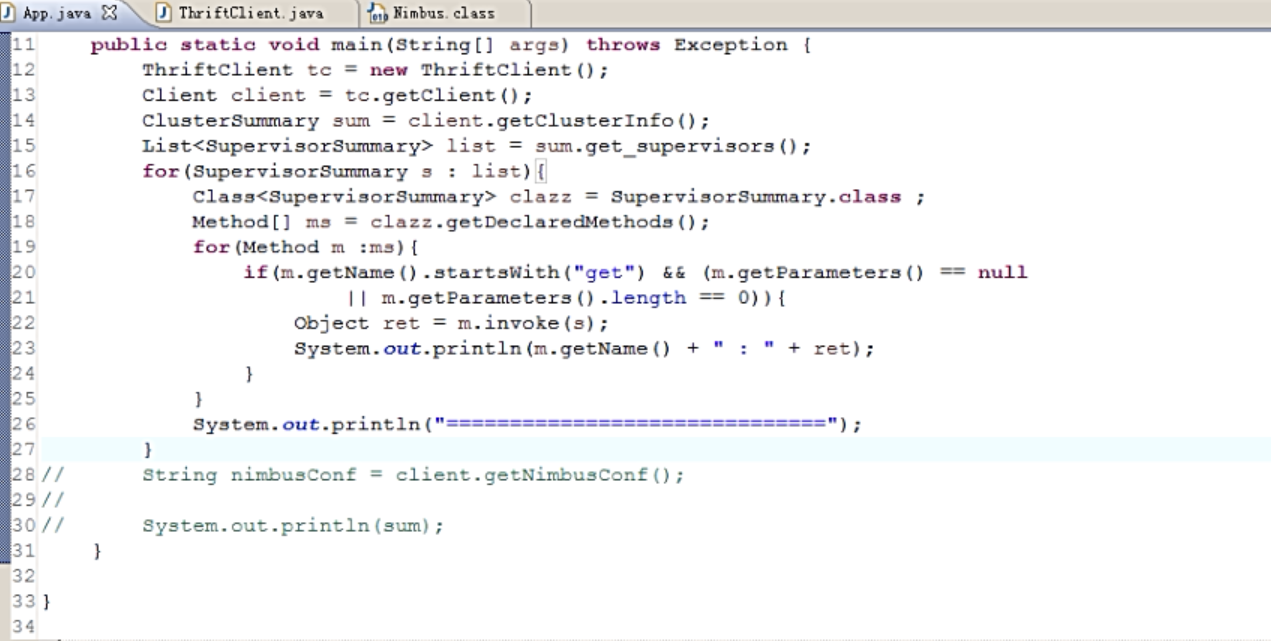 App.java ThriftClient.java Nimbus.class
11 public static void main(String[] args) throws Exception {
12 ThriftClient tc = new ThriftClient();
13 Client client = tc.getClient();
14 ClusterSummary sum = client.getClusterInfo();
15 List<SupervisorSummary> list = sum.get_supervisors();
16 for(SupervisorSummary s : list){
17 Class<SupervisorSummary> clazz = SupervisorSummary.class ;
18 Method[] ms = clazz.getDeclaredMethods();
19 for(Method m :ms){
20 if(m.getName().startsWith("get") && (m.getParameters() == null
21 || m.getParameters().length == 0)){
22 Object ret = m.invoke(s);
23 System.out.println(m.getName() + " : " + ret);
24 }
25 }
26 System.out.println("==============================");
27 }
28 // String nimbusConf = client.getNimbusConf();
29 //
30 // System.out.println(sum);
31 }
32
33 }
34